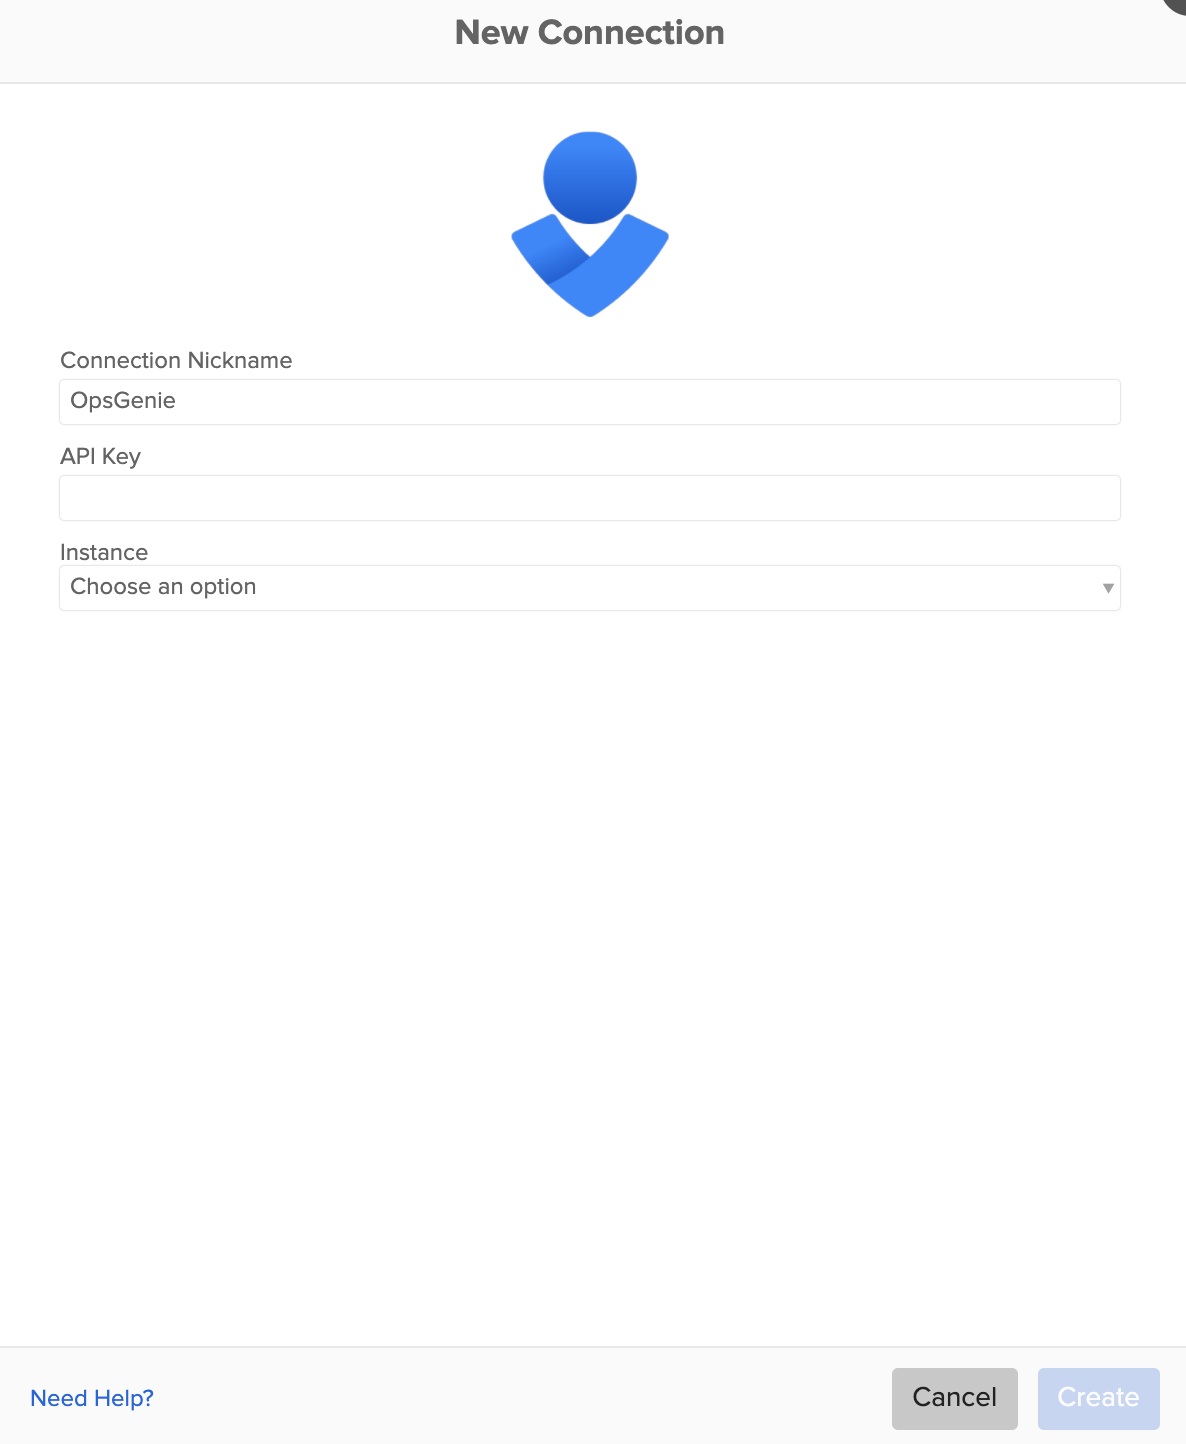 New Connection
Connection Nickname
OpsGenie
API Key
Instance
Choose an option
Need Help?
Cancel
Create